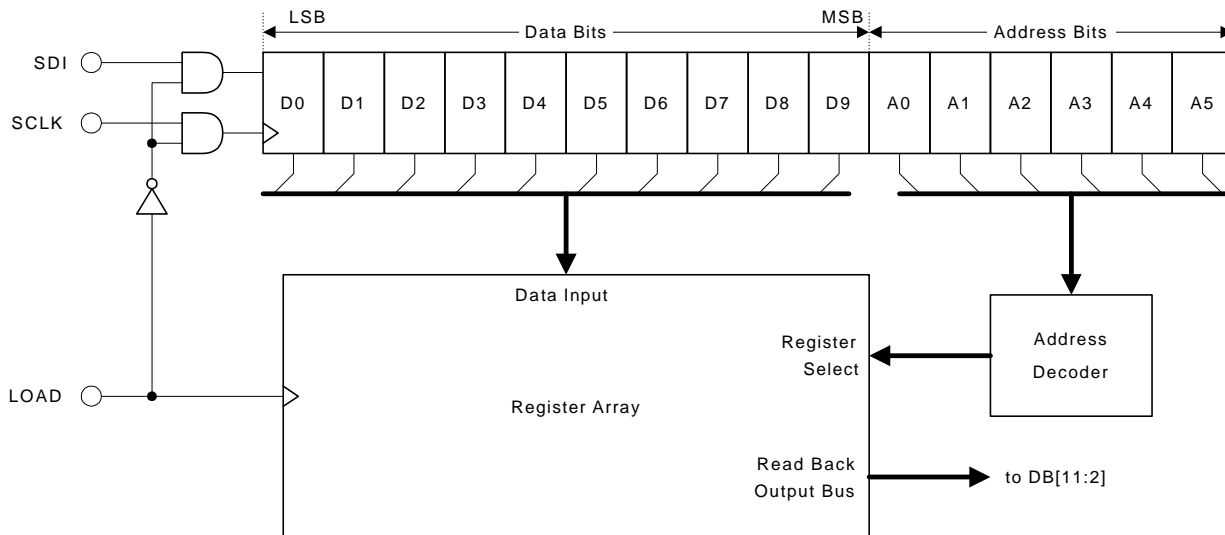 LSB
MSB
Data Bits
Address Bits
SDI
D0 D1 D2 D3 D4 D5 D6 D7 D8 D9 A0 A1 A2 A3 A4 A5
SCLK
Data Input
Register
Select
Address
Decoder
LOAD
Register Array
Read Back
Output Bus
to DB[11:2]